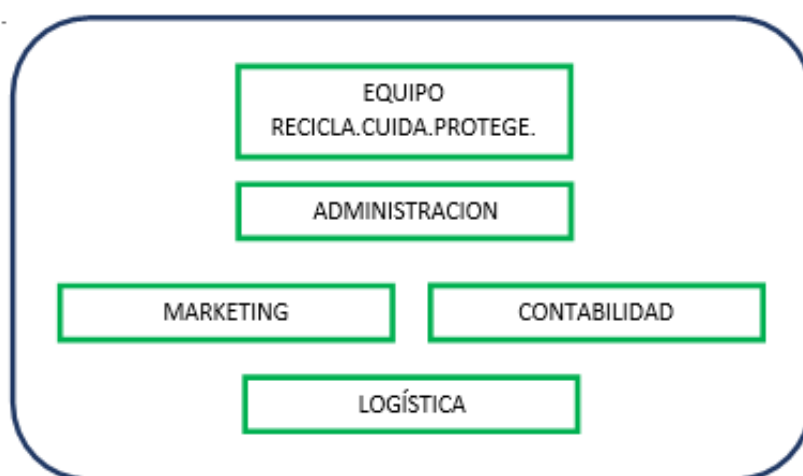 EQUIPO
RECICLA.CUIDA.PROTEGE.
ADMINISTRACION
MARKETING
CONTABILIDAD
LOGÍSTICA